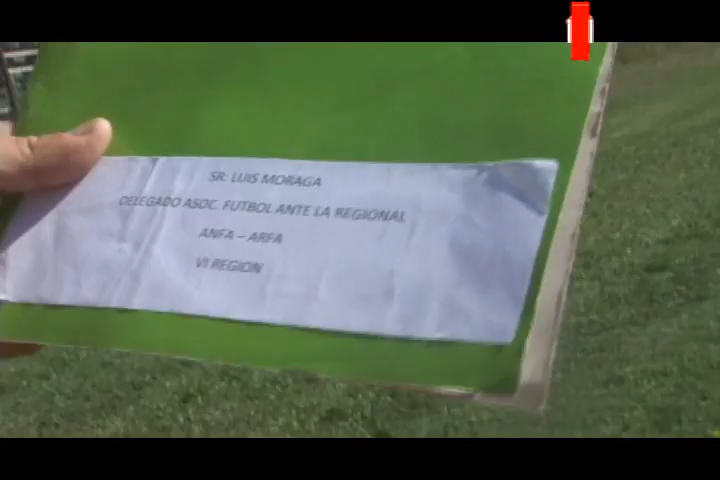 SR: LUIS MORAGA
DELEGADO ASOC. FUTBOL ANTE LA REGIONAL
ANFA – ARFA
VI REGION